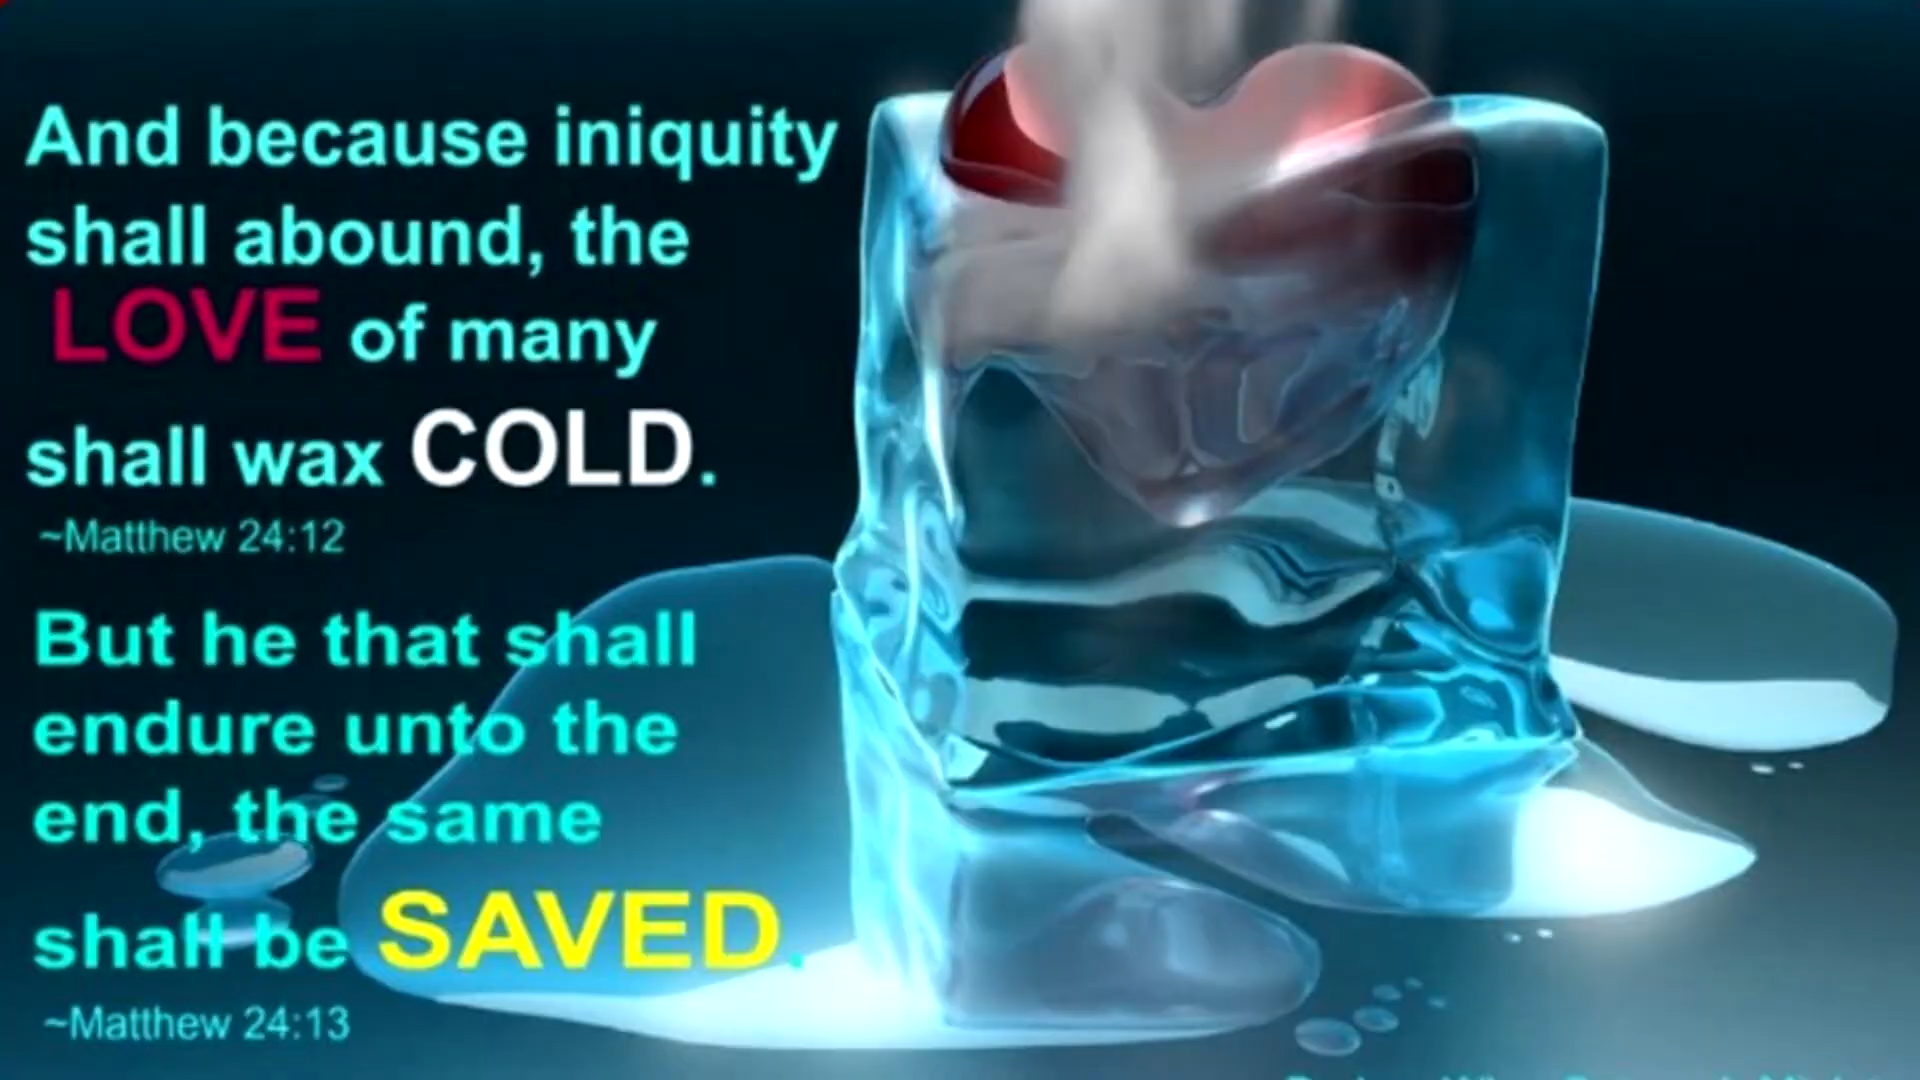 And because iniquity
shall abound, the
LOVE of many
shall wax COLD.
~Matthew 24:12
But he that shall
endure unto the
end, the same
shall be SAVED.
~Matthew 24:13